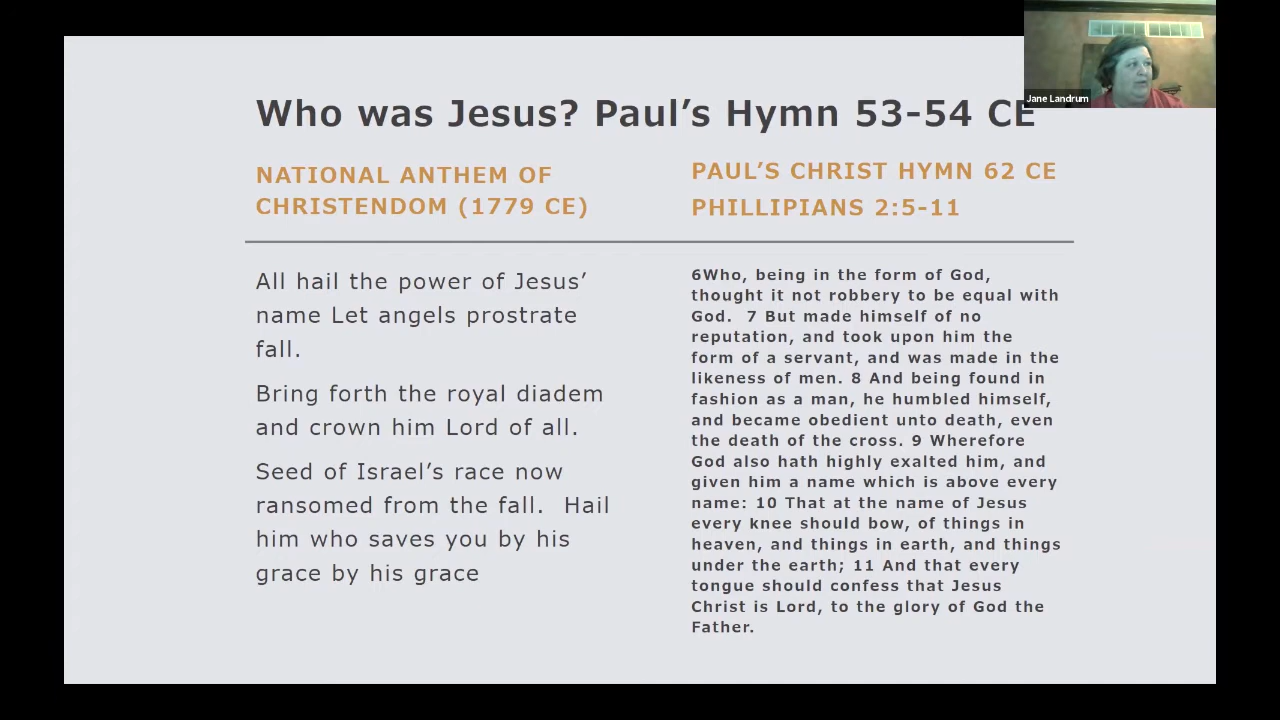 Jane Landrum
Who was Jesus? Paul’s Hymn 53-54 CE
NATIONAL ANTHEM OF
CHRISTENDOM (1779 CE)
All hail the power of Jesus’
name Let angels prostrate
fall.
Bring forth the royal diadem
and crown him Lord of all.
Seed of Israel’s race now
ransomed from the fall.  Hail
him who saves you by his
grace by his grace
PAUL’S CHRIST HYMN 62 CE
PHILLIPIANS 2:5-11
6Who, being in the form of God,
thought it not robbery to be equal with
God.  7 But made himself of no
reputation, and took upon him the
form of a servant, and was made in the
likeness of men. 8 And being found in
fashion as a man, he humbled himself,
and became obedient unto death, even
the death of the cross. 9 Wherefore
God also hath highly exalted him, and
given him a name which is above every
name: 10 That at the name of Jesus
every knee should bow, of things in
heaven, and things in earth, and things
under the earth; 11 And that every
tongue should confess that Jesus
Christ is Lord, to the glory of God the
Father.